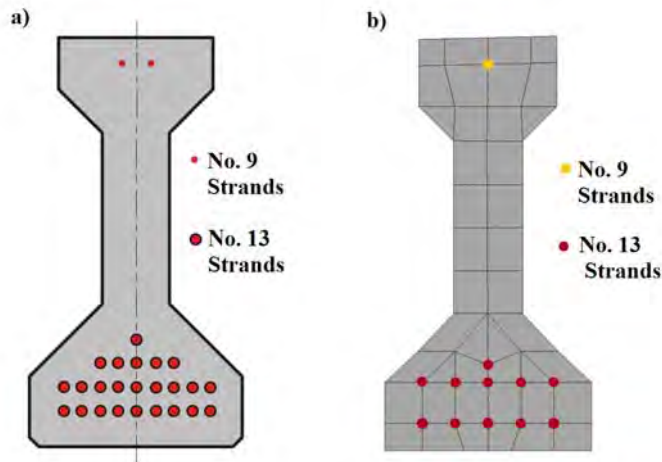 a)
No. 9
Strands
No. 13
Strands
b)
No. 9
Strands
No. 13
Strands